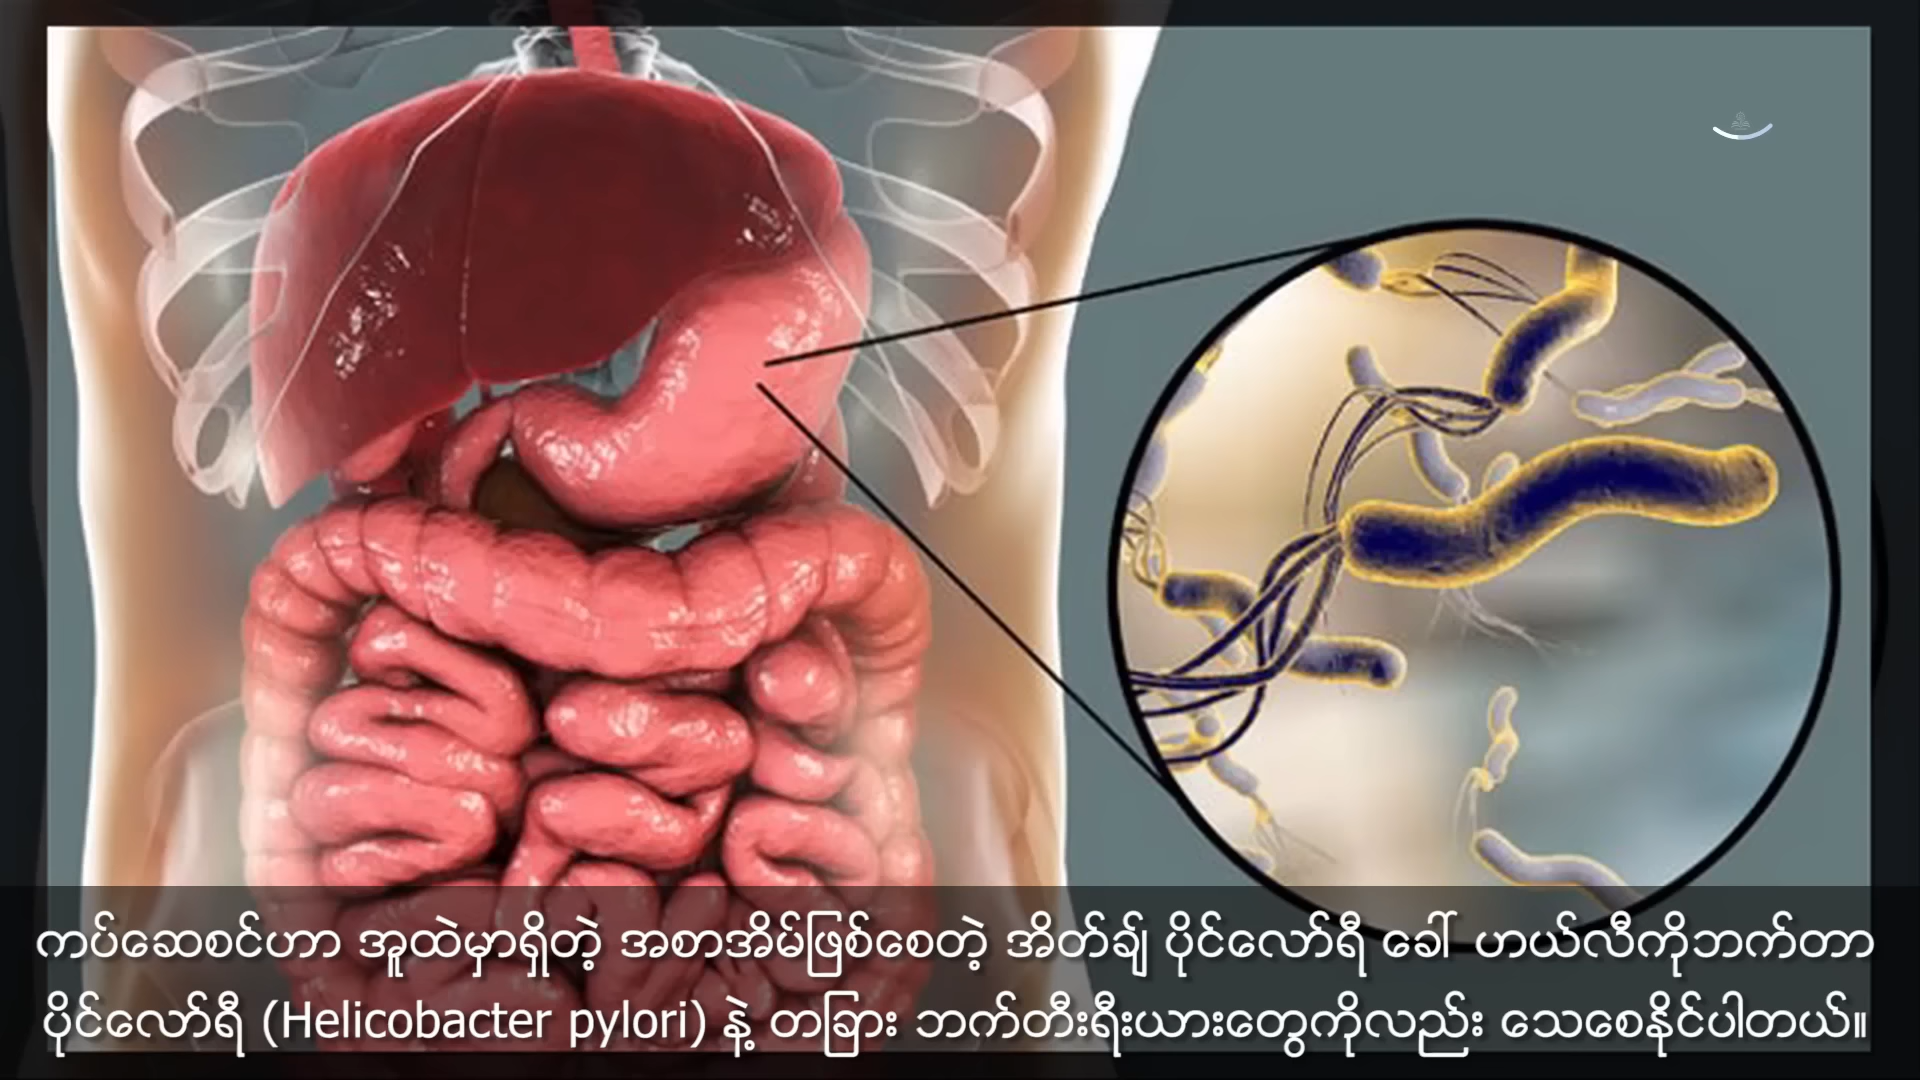 ကပ်ဆေစင်ဟာ အူထဲမှာရှိတဲ့ အစာအိမ်ဖြစ်စေတဲ့ အိတ်ချ် ပိုင်လော်ရီ ခေါ် ဟယ်လီကိုဘက်တာ
ပိုင်လော်ရီ (Helicobacter pylori) နဲ့ တခြား ဘက်တီးရီးယားတွေကိုလည်း သေစေနိုင်ပါတယ်။